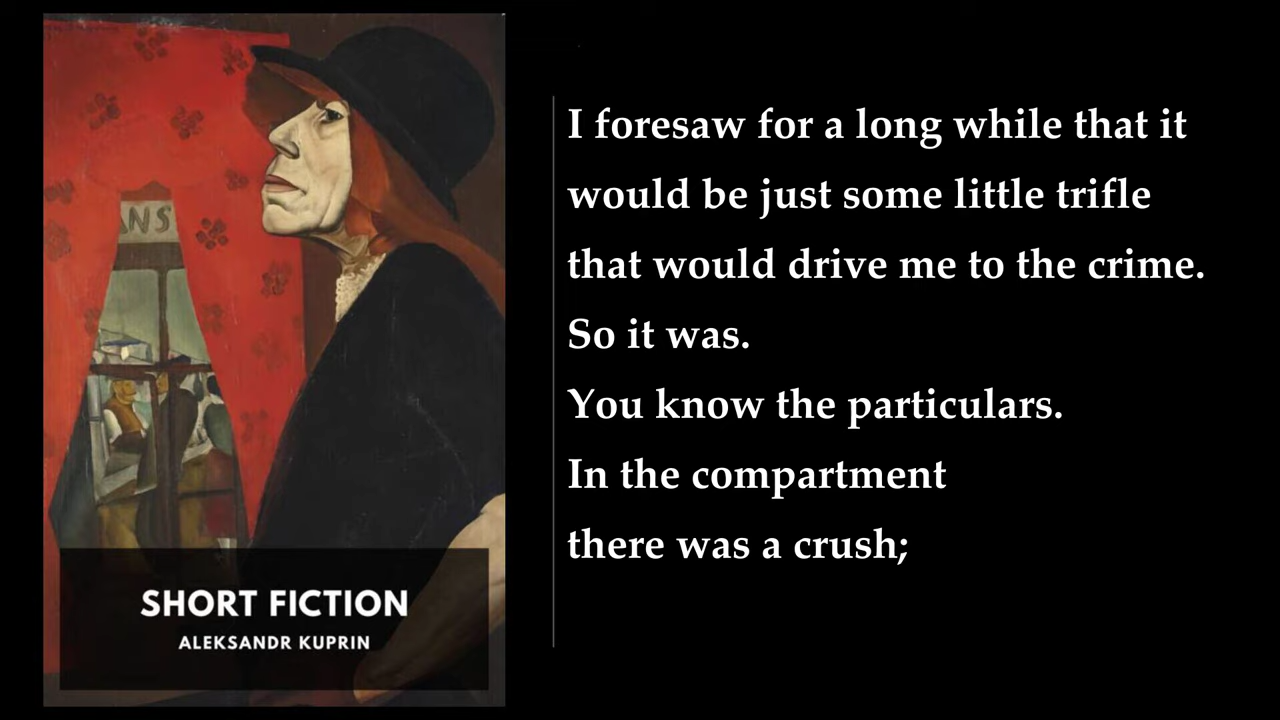 ANS
SHORT FICTION
ALEKSANDR KUPRIN
I foresaw for a long while that it
would be just some little trifle
that would drive me to the crime.
So it was.
You know the particulars.
In the compartment
there was a crush;